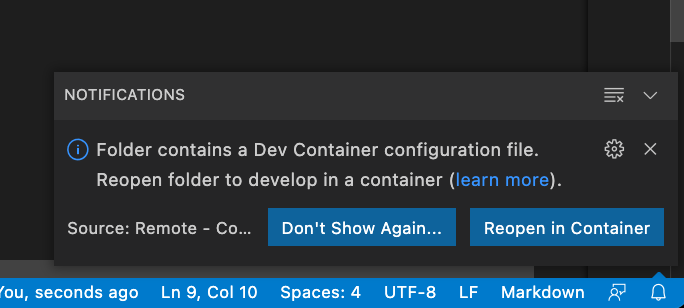 NOTIFICATIONS
Folder contains a Dev Container configuration file.
Reopen folder to develop in a container (learn more).
Source: Remote - Co... Don't Show Again... Reopen in Container
You, seconds ago Ln 9, Col 10 Spaces: 4 UTF-8 LF Markdown